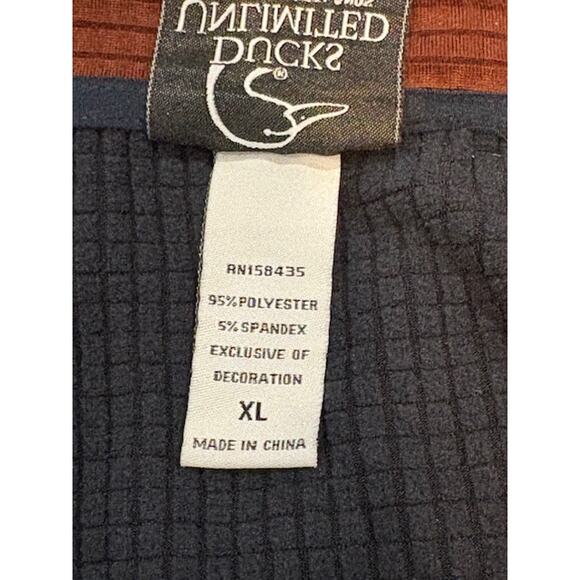 DUCKS
UNLIMITED
®
RN158435
95%POLYESTER
5% SPANDEX
EXCLUSIVE OF
DECORATION
XL
MADE IN CHINA